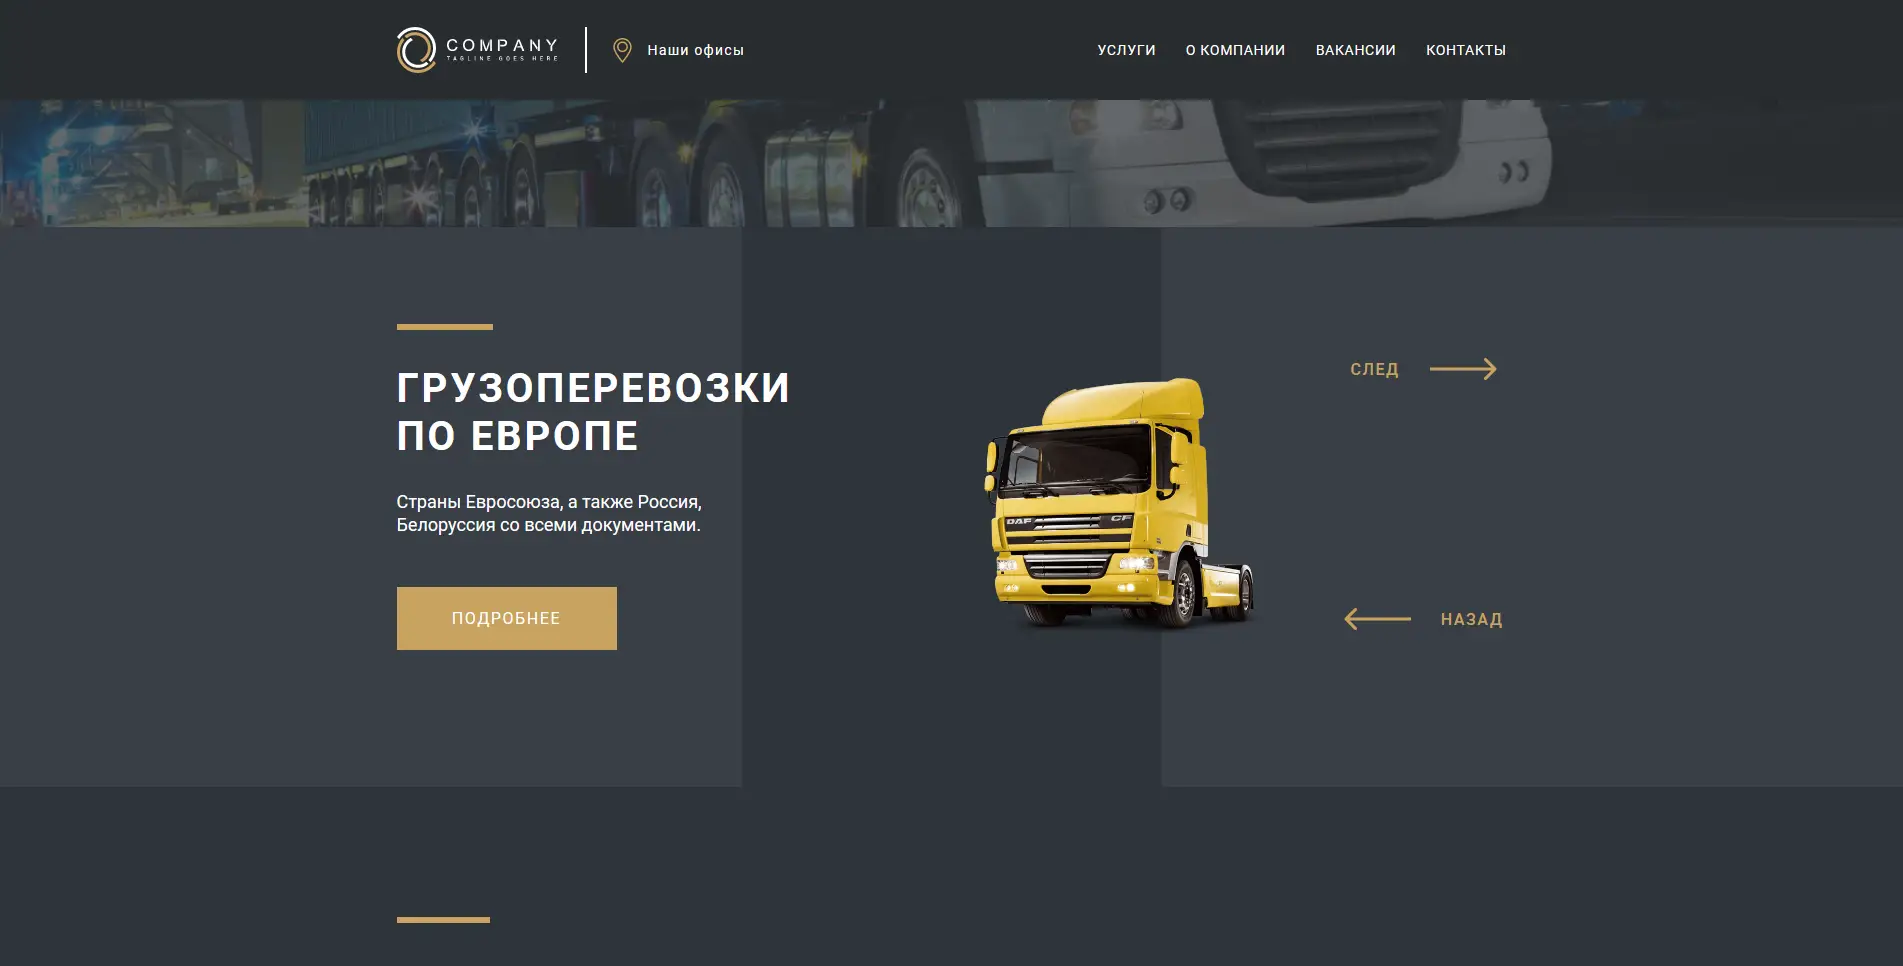 COMPANY
TAGLINE GOES HERE
Наши офисы
УСЛУГИ
О КОМПАНИИ
ВАКАНСИИ
КОНТАКТЫ
ГРУЗОПЕРЕВОЗКИ
ПО ЕВРОПЕ
Страны Евросоюза, а также Россия,
Белоруссия со всеми документами.
ПОДРОБНЕЕ
DAF
CF
СЛЕД
НАЗАД